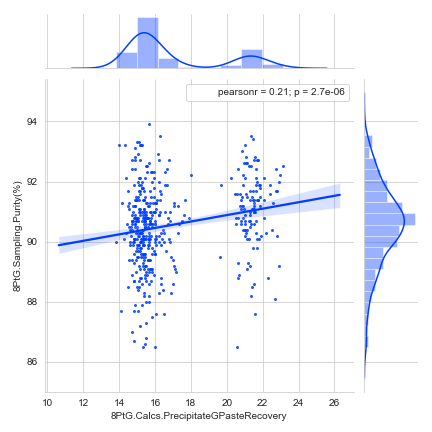 pearsonr = 0.21; p = 2.7e-06
94
92
90
88
86
8PtG.Sampling.Purity(%)
10 12 14 16 18 20 22 24 26
8PtG.Calcs.PrecipitateGPasteRecovery